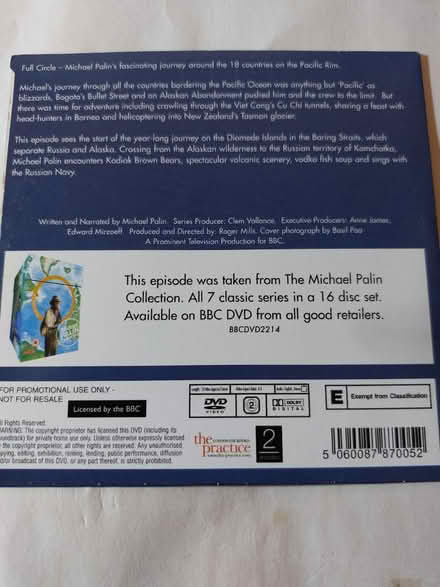 Full Circle – Michael Palin's fascinating journey around the 18 countries on the Pacific Rim.
Michael's journey through all the countries bordering the Pacific Ocean was anything but 'Pacific' as
blizzards, Bogota's Bullet Street and an Alaskan Abandonment pushed him and the crew to the limit. But
there was time for adventure including crawling through the Viet Cong's Cu Chi tunnels, sharing a feast with
head-hunters in Borneo and helicoptering into New Zealand's Tasman glacier.
This episode sees the start of the year-long journey on the Diomede Islands in the Baring Straits, which
separate Russia and Alaska. Crossing from the Alaskan wilderness to the Russian territory of Kamchatka,
Michael Palin encounters Kodiak Brown Bears, spectacular volcanic scenery, vodka fish soup and sings with
the Russian Navy.
Written and Narrated by Michael Palin. Series Producer: Clem Vallance. Executive Producers: Anne James,
Edward Mirzoeff. Produced and Directed by: Roger Mills. Cover photograph by Basil Pao
A Prominent Television Production for BBC.
This episode was taken from The Michael Palin
Collection. All 7 classic series in a 16 disc set.
Available on BBC DVD from all good retailers.
BBCDVD2214
FOR PROMOTIONAL USE ONLY -
NOT FOR RESALE
Licensed by the BBC
DVD
VIDEO
2
DOLBY
DIGITAL
E Exempt from Classification
All Rights Reserved.
WARNING: The copyright proprietor has licensed this DVD (including its
soundtrack) for private home use only. Unless otherwise expressly licensed
by the copyright proprietor, all other rights are reserved. Any unauthorised
copying, editing, exhibition, renting, lending, public performance, diffusion
and/or broadcast of this DVD, or any part thereof, is strictly prohibited.
the
practice
2
5 060087 870052